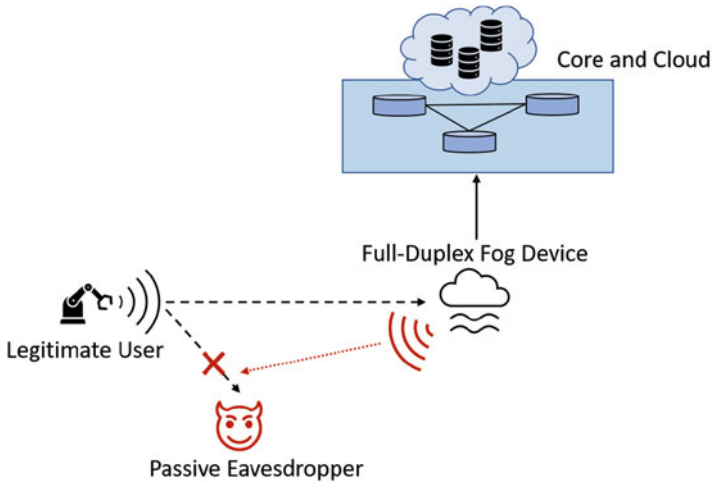 Core and Cloud
Full-Duplex Fog Device
Legitimate User
Passive Eavesdropper